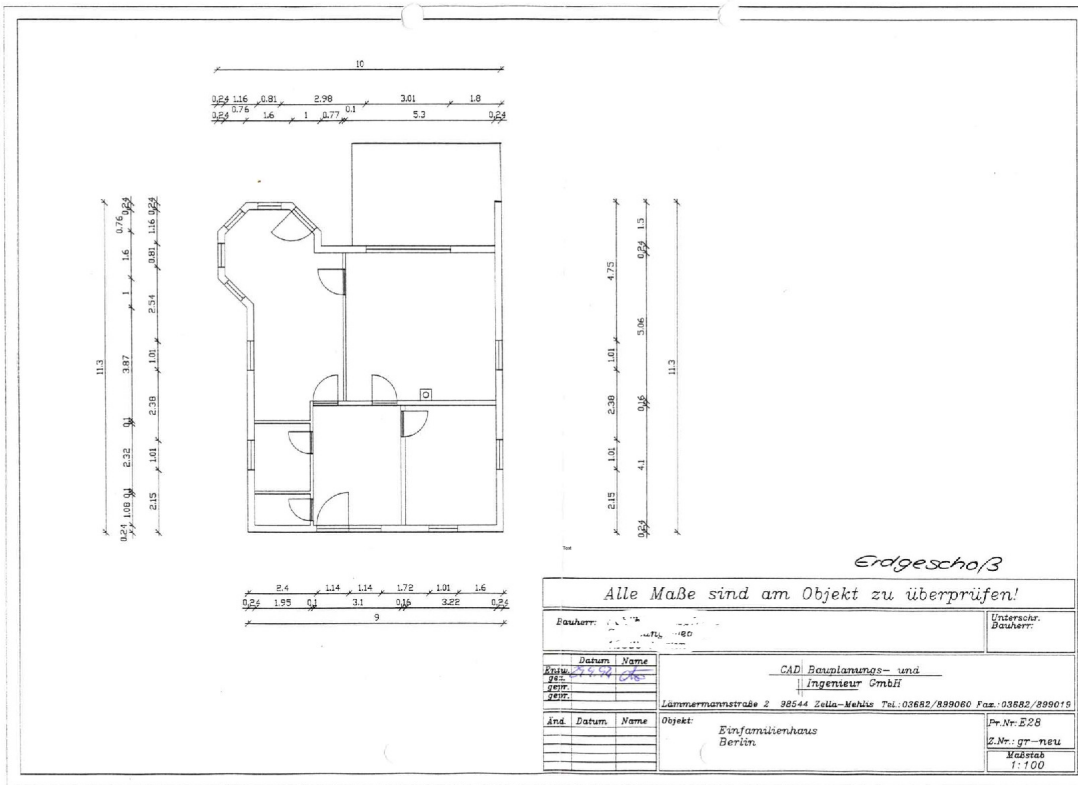 10
0.24 1.16 0.81 2.98 3.01 1.8
0.24 0.76 1.6 1 0.77 0.1 5.3 0.24
11.3
0.24 0.76 1.6 1 3.87 0.1 2.32 0.1 1.08 0.24
0.24 1.16 0.81 2.54 1.01 2.38 1.01 2.15
4.75 1.01 2.38 1.01 2.15
1.5 0.24 5.06 0.16 4.1 0.24
11.3
2.4 1.14 1.14 1.72 1.01 1.6
0.24 1.95 0.1 3.1 0.16 3.22 0.24
9
Text
Erdgeschoß
Alle Maße sind am Objekt zu überprüfen!
Bauherr:
Unterschr. Bauherr:
Datum Name
Entw.
gez.
gepr.
gepr.
CAD Bauplanungs- und
Ingenieur GmbH
Lämmermannstraße 2 98544 Zella-Mehlis Tel.:03682/899060 Fax.:03682/899019
Änd. Datum Name
Objekt:
Einfamilienhaus
Berlin
Pr.Nr: E28
Z.Nr.: gr-neu
Maßstab
1:100